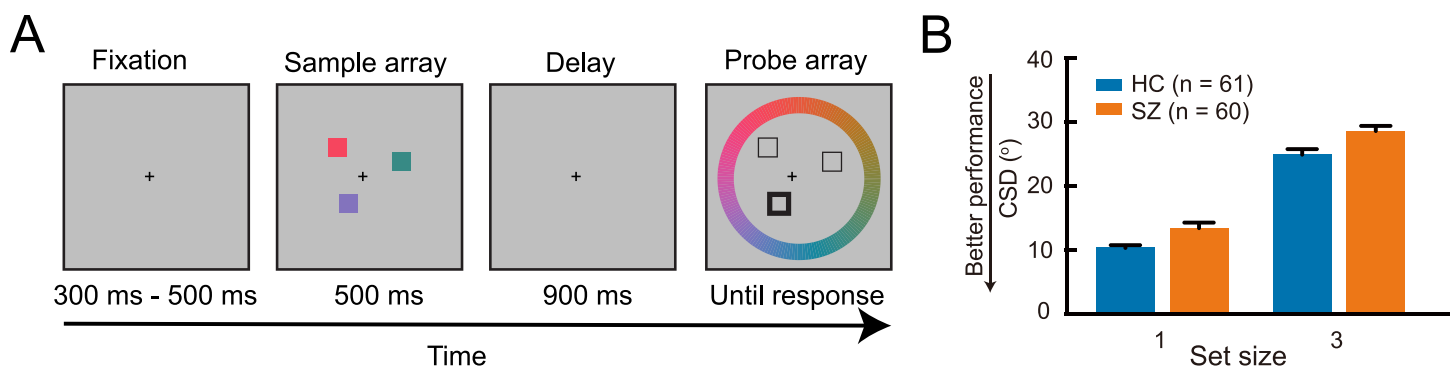 A
Fixation
Sample array
Delay
Probe array
300 ms - 500 ms
500 ms
900 ms
Until response
Time
B
Better performance
CSD (°)
40
30
20
10
0
HC (n = 61)
SZ (n = 60)
1
3
Set size